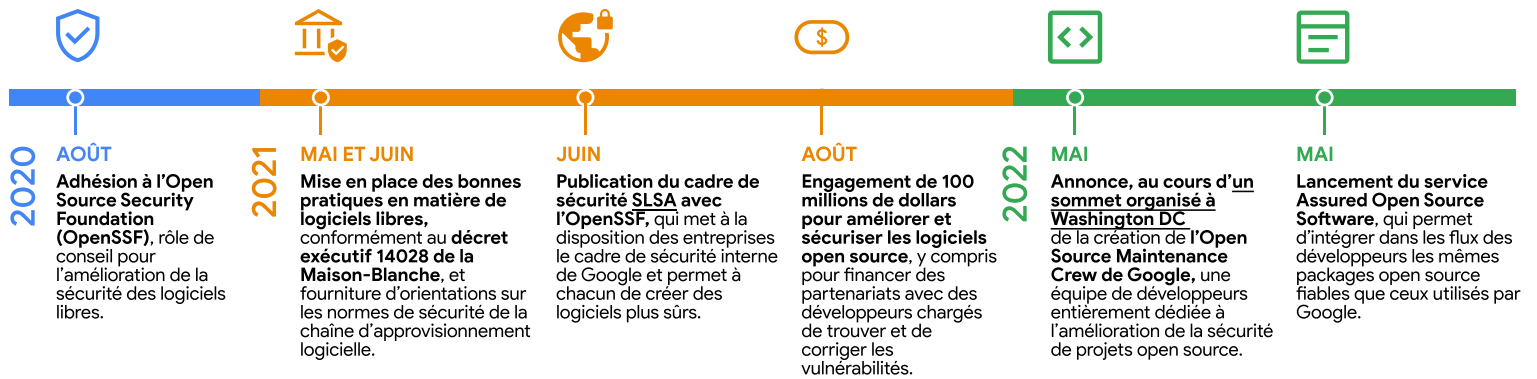 2020
AOÛT
Adhésion à l'Open
Source Security
Foundation
(OpenSSF), rôle de
conseil pour
l'amélioration de la
sécurité des logiciels
libres.
2021
MAI ET JUIN
Mise en place des bonnes
pratiques en matière de
logiciels libres,
conformément au décret
exécutif 14028 de la
Maison-Blanche, et
fourniture d'orientations sur
les normes de sécurité de la
chaîne d'approvisionnement
logicielle.
JUIN
Publication du cadre de
sécurité SLSA avec
l'OpenSSF, qui met à la
disposition des entreprises
le cadre de sécurité interne
de Google et permet à
chacun de créer des
logiciels plus sûrs.
$
AOÛT
Engagement de 100
millions de dollars
pour améliorer et
sécuriser les logiciels
open source, y compris
pour financer des
partenariats avec des
développeurs chargés
de trouver et de
corriger les
vulnérabilités.
2022
MAI
Annonce, au cours d'un
sommet organisé à
Washington DC
de la création de l'Open
Source Maintenance
Crew de Google, une
équipe de développeurs
entièrement dédiée à
l'amélioration de la sécurité
de projets open source.
MAI
Lancement du service
Assured Open Source
Software, qui permet
d'intégrer dans les flux des
développeurs les mêmes
packages open source
fiables que ceux utilisés par
Google.